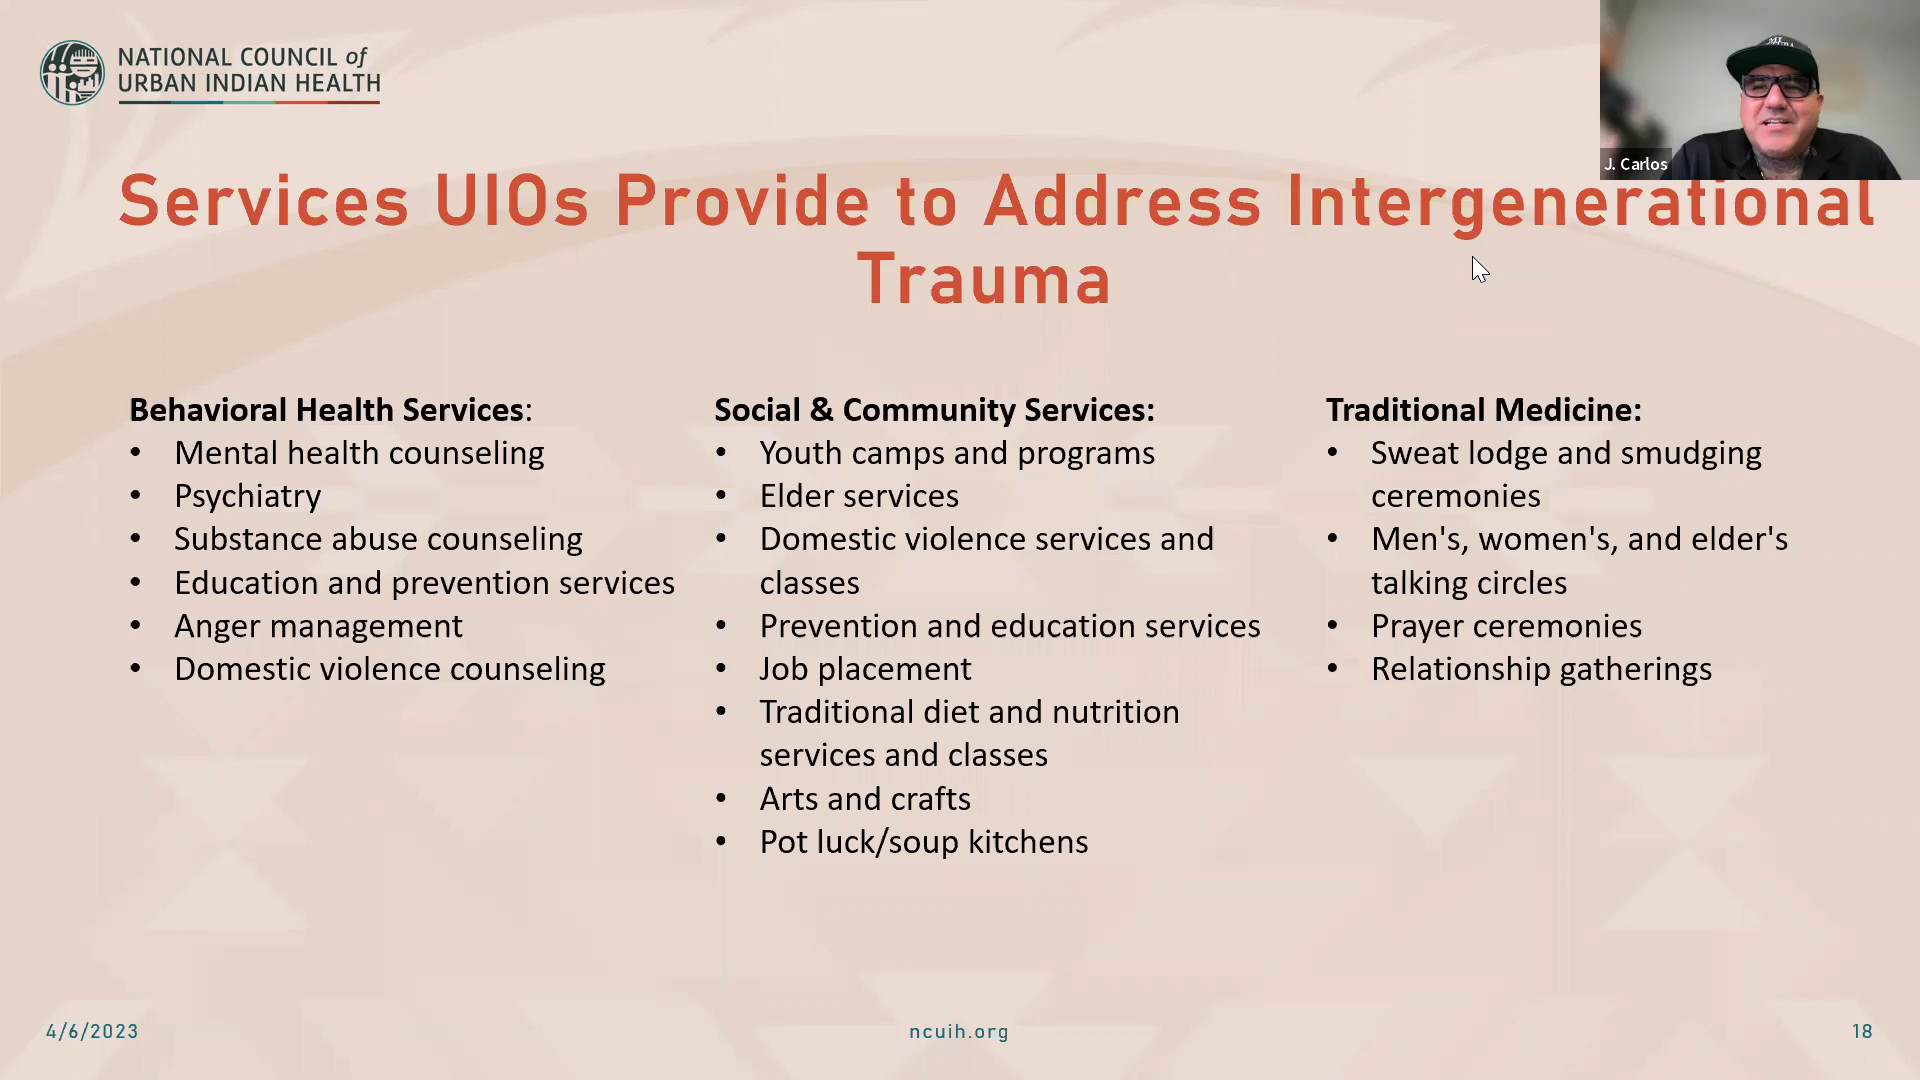 NATIONAL COUNCIL of
URBAN INDIAN HEALTH
J. Carlos
Services UIOs Provide to Address Intergenerational
Trauma
Behavioral Health Services:
• Mental health counseling
• Psychiatry
• Substance abuse counseling
• Education and prevention services
• Anger management
• Domestic violence counseling
Social & Community Services:
• Youth camps and programs
• Elder services
• Domestic violence services and
classes
• Prevention and education services
• Job placement
• Traditional diet and nutrition
services and classes
• Arts and crafts
• Pot luck/soup kitchens
Traditional Medicine:
• Sweat lodge and smudging
ceremonies
• Men's, women's, and elder's
talking circles
• Prayer ceremonies
• Relationship gatherings
4/6/2023
ncuih.org
18